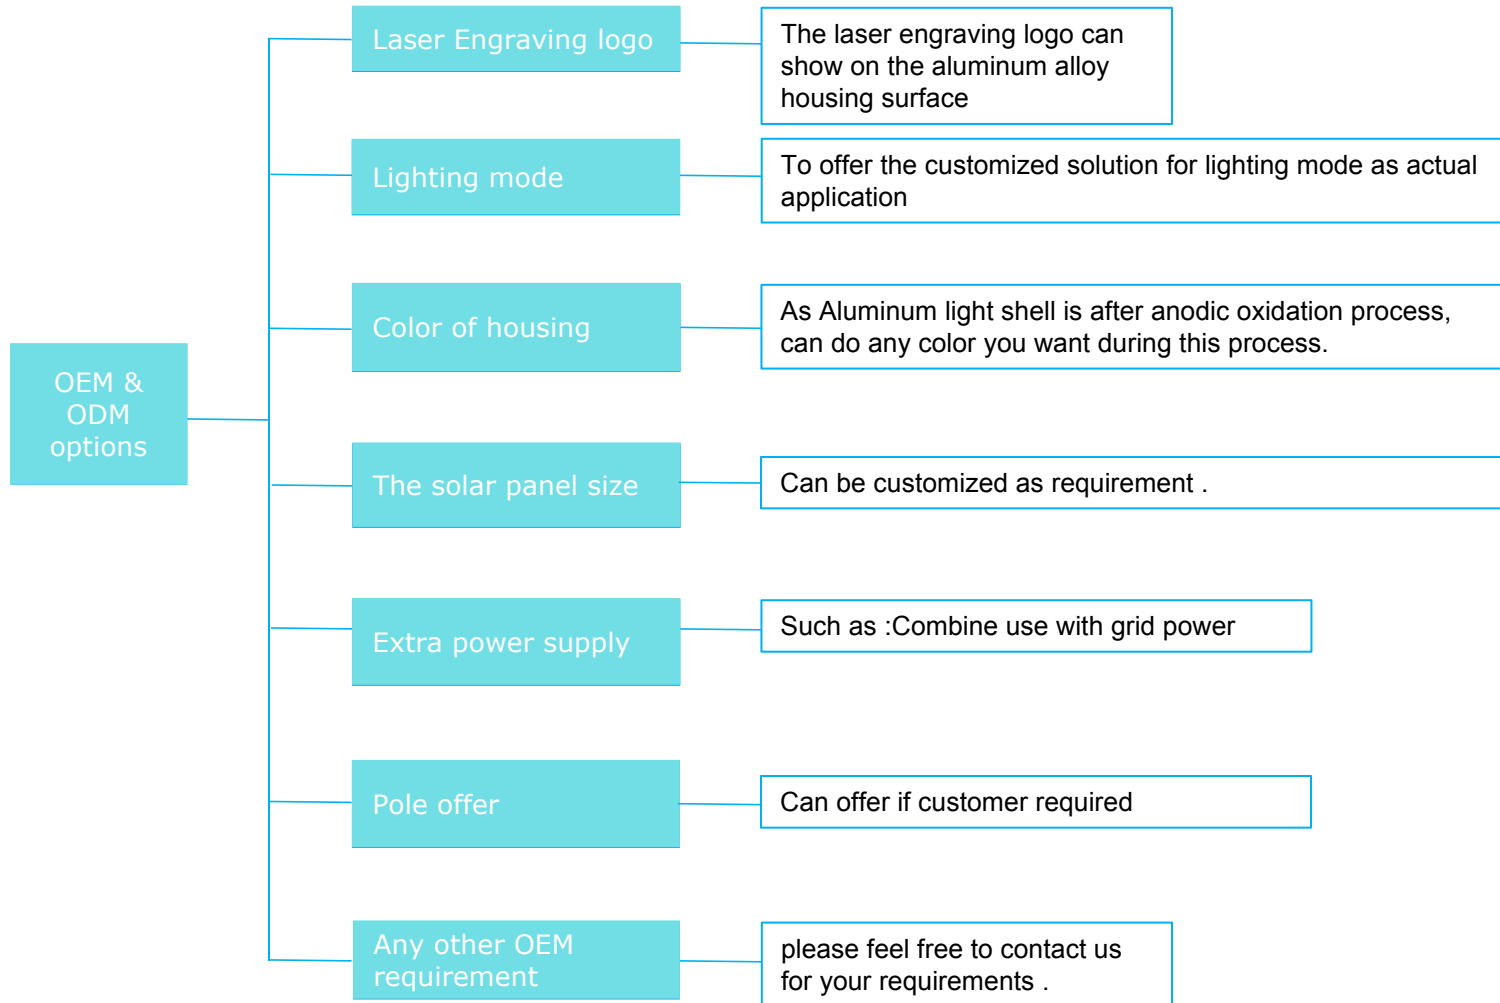 Laser Engraving logo
The laser engraving logo can
show on the aluminum alloy
housing surface
Lighting mode
To offer the customized solution for lighting mode as actual
application
Color of housing
As Aluminum light shell is after anodic oxidation process,
can do any color you want during this process.
OEM &
ODM
options
The solar panel size
Can be customized as requirement .
Extra power supply
Such as :Combine use with grid power
Pole offer
Can offer if customer required
Any other OEM
requirement
please feel free to contact us
for your requirements .